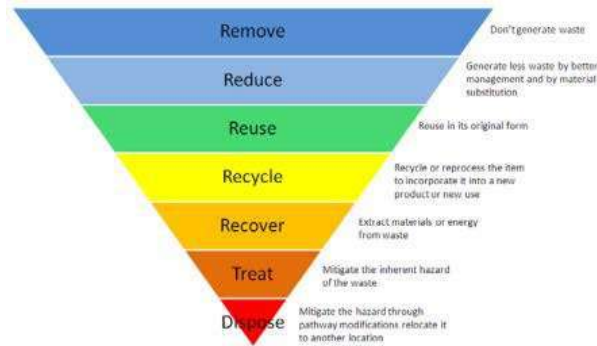 Remove
Don't generate waste
Reduce
Generate less waste by better
management and by material
substitution
Reuse
Reuse in its original form
Recycle
Recycle or reprocess the item
to incorporate it into a new
product or new use
Recover
Extract materials or energy
from waste
Treat
Mitigate the inherent hazard
of the waste
Dispose
Mitigate the hazard through
pathway modifications relocate it
to another location